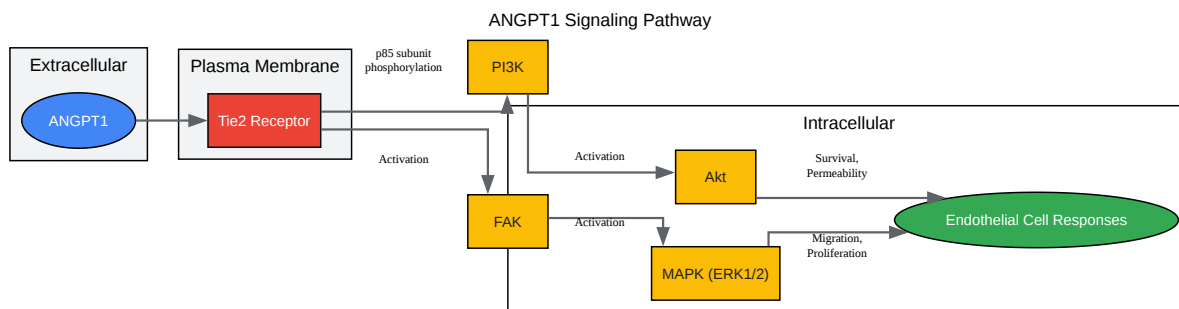 ANGPT1 Signaling Pathway
Extracellular
ANGPT1
Plasma Membrane
Tie2 Receptor
p85 subunit
phosphorylation
PI3K
Activation
FAK
Intracellular
Activation
Akt
Survival,
Permeability
Activation
MAPK (ERK1/2)
Migration,
Proliferation
Endothelial Cell Responses